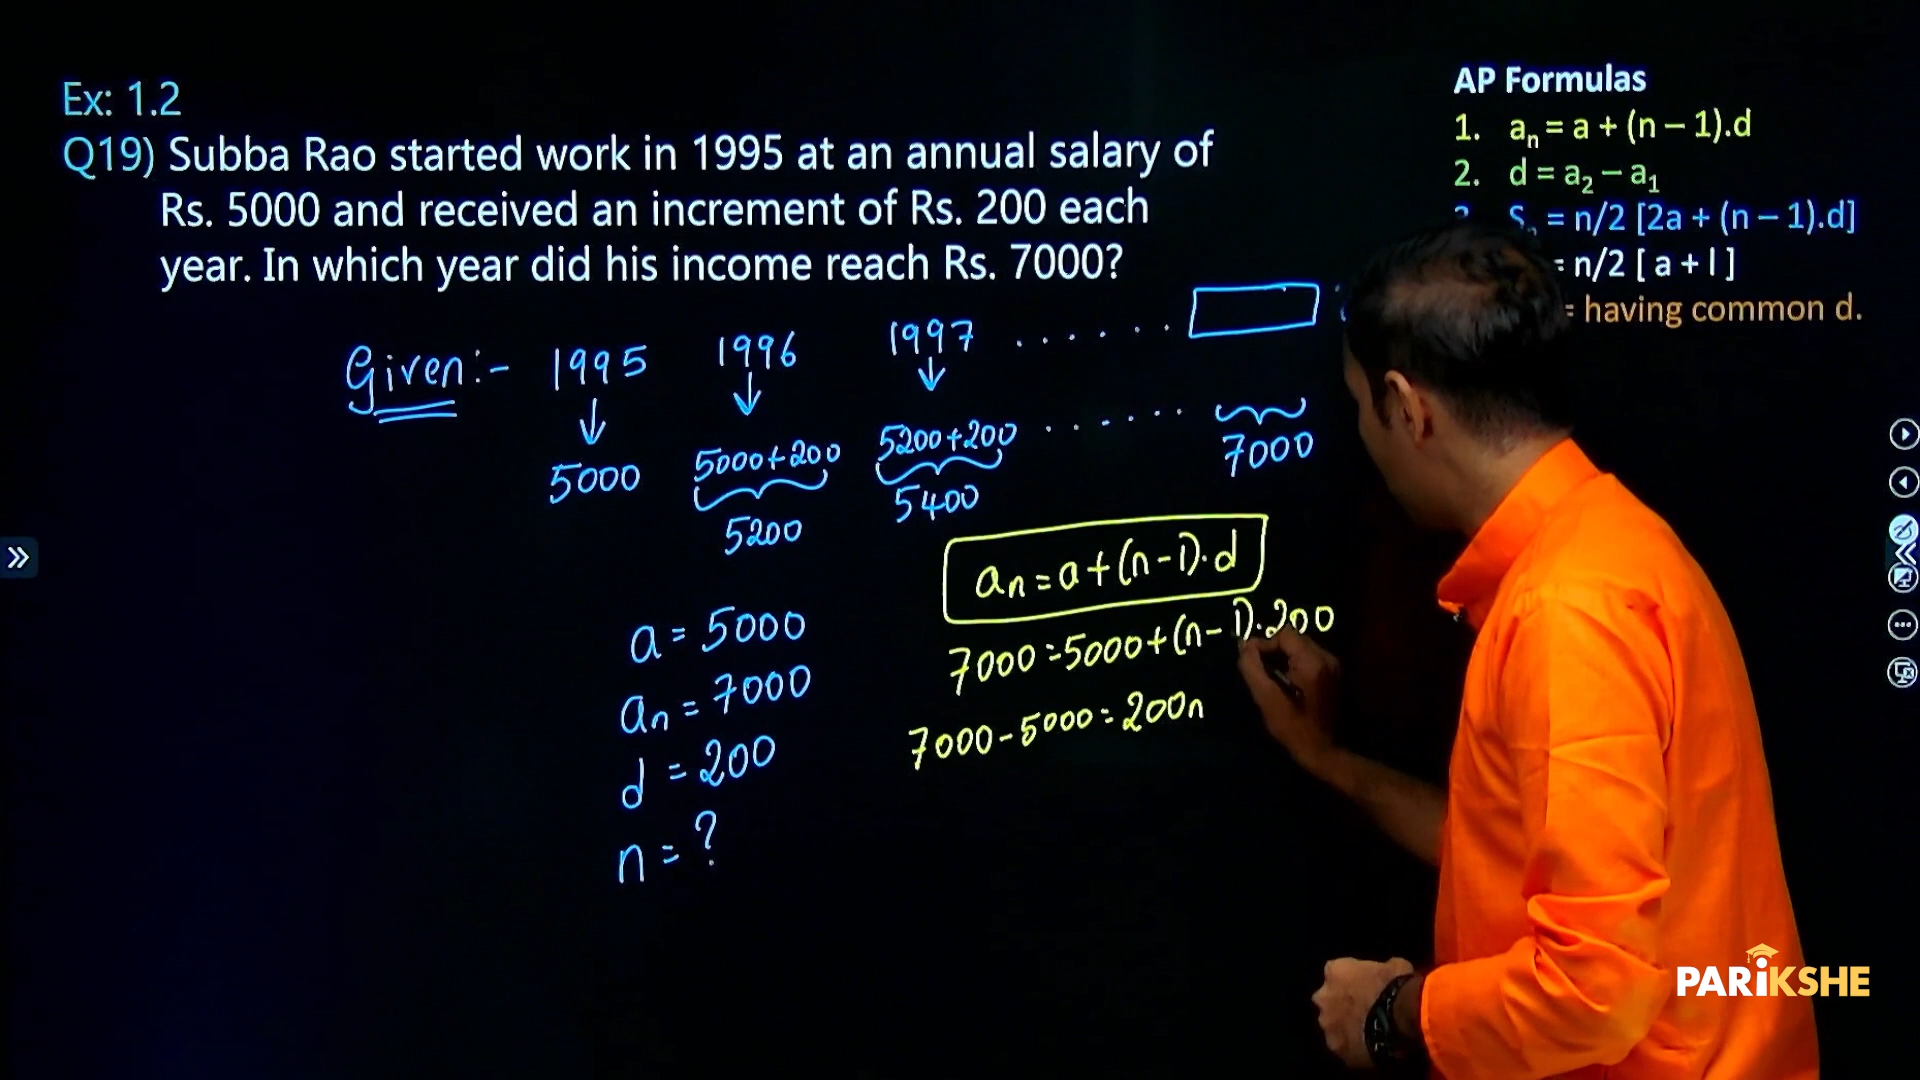 Ex: 1.2
Q19) Subba Rao started work in 1995 at an annual salary of
Rs. 5000 and received an increment of Rs. 200 each
year. In which year did his income reach Rs. 7000?
AP Formulas
1. aₙ = a + (n – 1).d
2. d = a₂ – a₁
= n/2 [2a + (n – 1).d]
= n/2 [ a + l ]
= having common d.
Given:- 1995 1996 1997 . . . . . .
5000 5000+200 5200+200 . . . . . . 7000
5200 5400
a = 5000
aₙ = 7000
d = 200
n = ?
aₙ = a + (n-1)·d
7000 = 5000 + (n-1)·200
7000 - 5000 = 200n
PARiKSHE